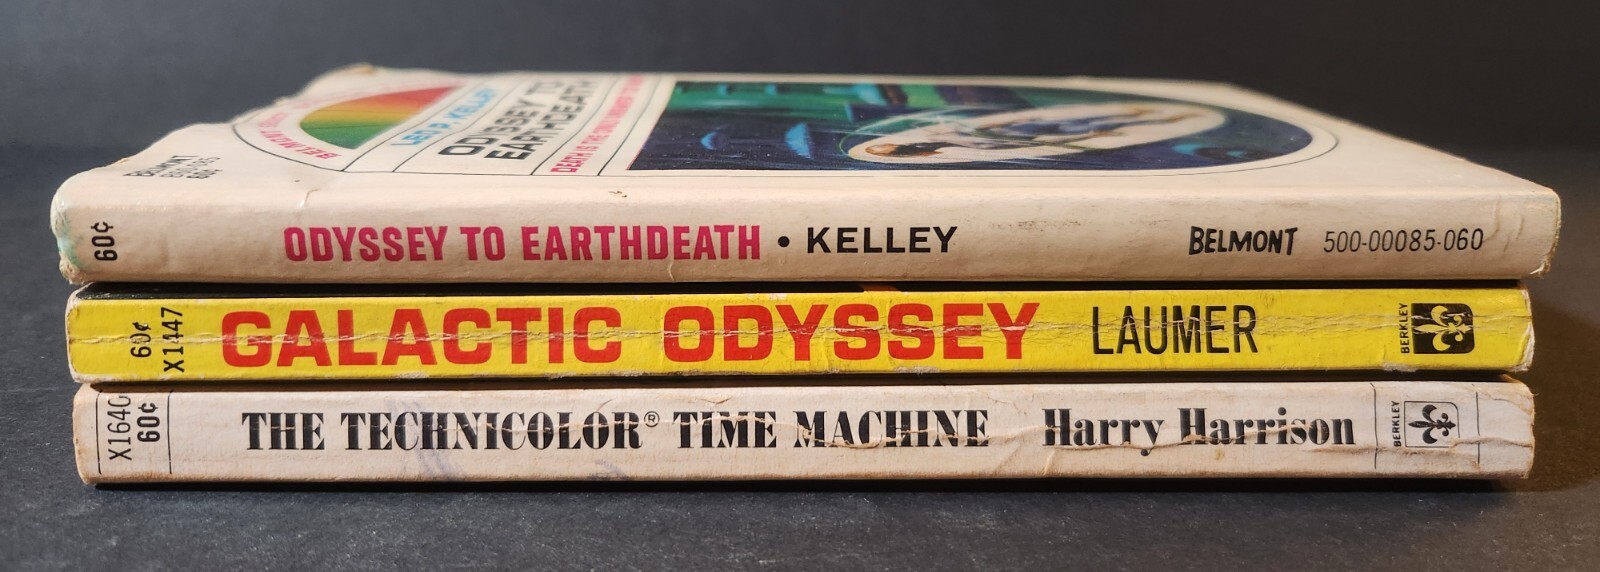 LEO P. KELLEY
ODYSSEY TO
EARTHDEATH
BELMONT
60¢
60¢
ODYSSEY TO EARTHDEATH • KELLEY
BELMONT 500-00085-060
60¢
X1447
GALACTIC ODYSSEY LAUMER
BERKLEY
X1640
60¢
THE TECHNICOLOR® TIME MACHINE Harry Harrison
BERKLEY